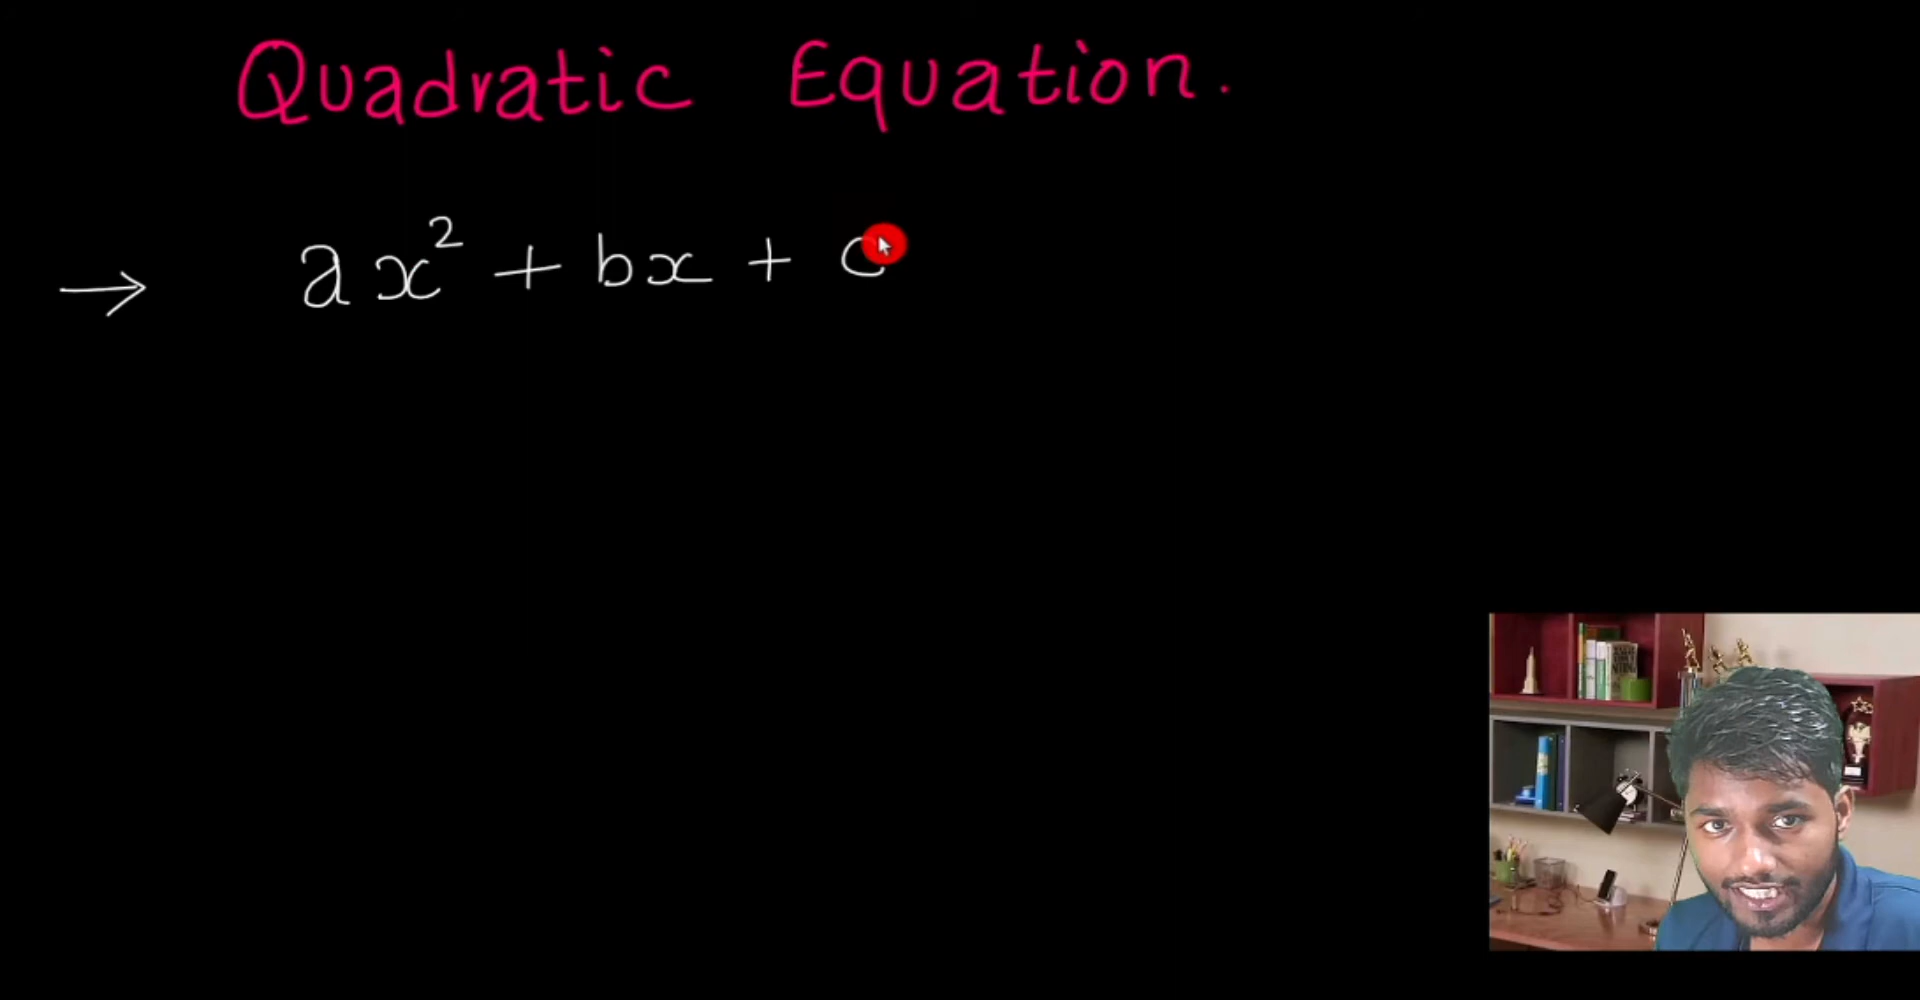 Quadratic Equation.
→ ax² + bx + c